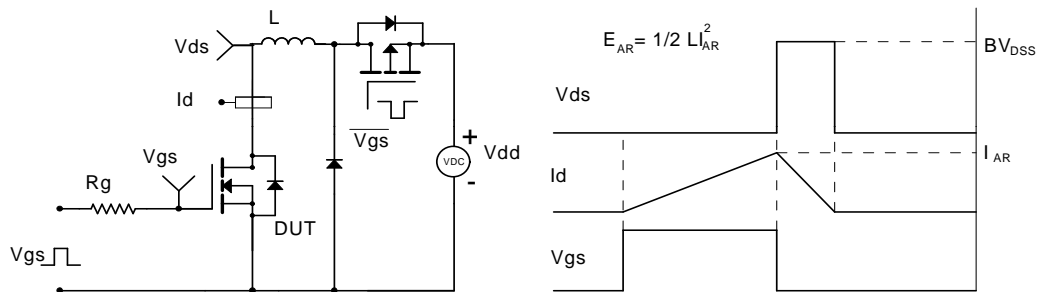 L
Vds
Id
Vgs
Rg
DUT
Vgs
Vgs
VDC
+
Vdd
-
E_AR= 1/2 LI_AR^2
Vds
BV_DSS
Id
I_AR
Vgs